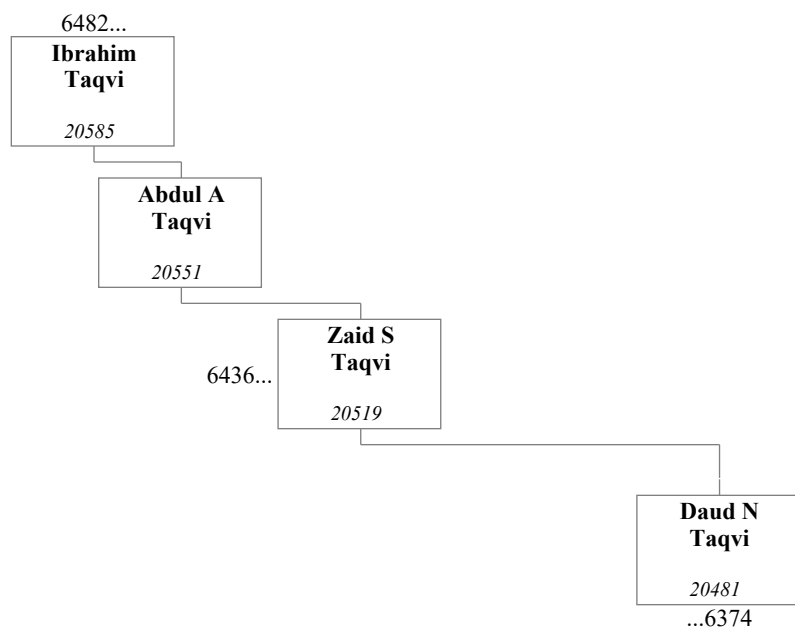 6482...
Ibrahim
Taqvi
20585
Abdul A
Taqvi
20551
Zaid S
Taqvi
6436...
20519
Daud N
Taqvi
20481
...6374